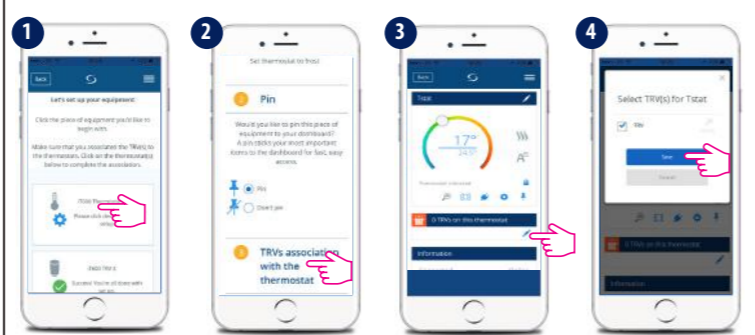 1
Back
Let's set up your equipment
Click the piece of equipment you'd like to
begin with.
Make sure that you associates the TRV(s) to
the thermostats. Click on the thermostat(s)
below to complete the association.
2
Set thermostat to frost
2 Pin
Would you like to pin this piece of
equipment to your dashboard?
A pin sticks your most important
items to the dashboard for fast, easy
access.
Pin
Don't pin
3 TRVs association
with the
thermostat
3
Back
Tstat
17°
24.5°
0 TRVs on this thermostat
Information
4
Select TRV(s) for Tstat
Save
Cancel
0 TRVs on this thermostat
Information